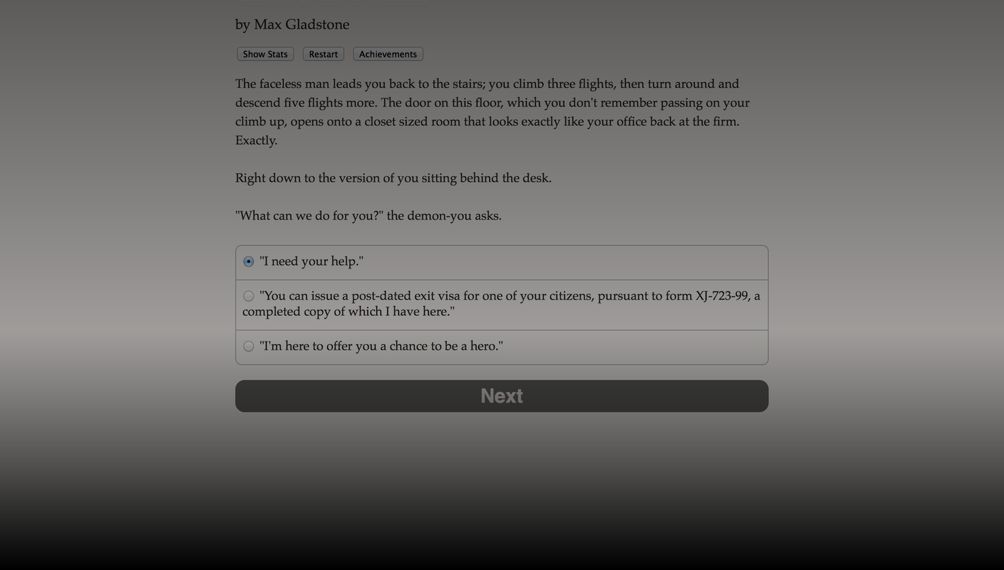 by Max Gladstone
Show Stats Restart Achievements
The faceless man leads you back to the stairs; you climb three flights, then turn around and
descend five flights more. The door on this floor, which you don't remember passing on your
climb up, opens onto a closet sized room that looks exactly like your office back at the firm.
Exactly.
Right down to the version of you sitting behind the desk.
"What can we do for you?" the demon-you asks.
"I need your help."
"You can issue a post-dated exit visa for one of your citizens, pursuant to form XJ-723-99, a
completed copy of which I have here."
"I'm here to offer you a chance to be a hero."
Next